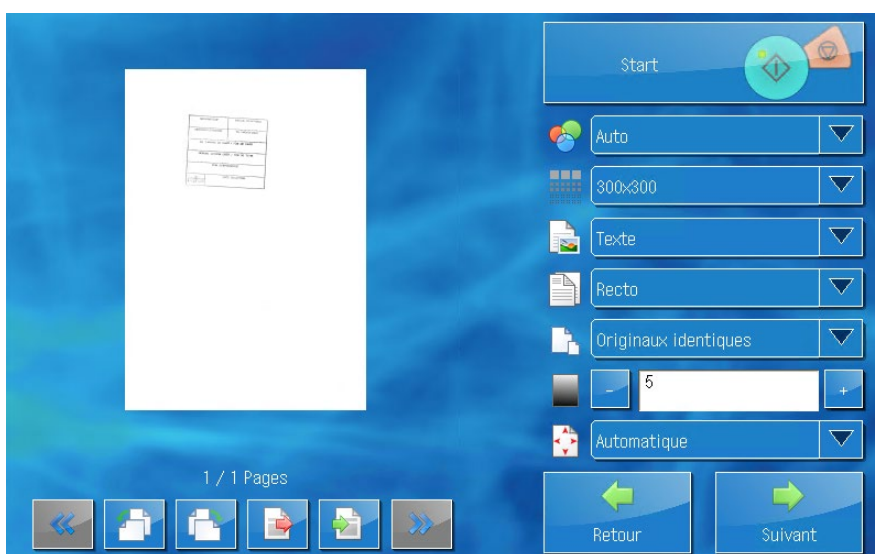 Start
Auto
300x300
Texte
Recto
Originaux identiques
- 5 +
Automatique
1 / 1 Pages
Retour
Suivant